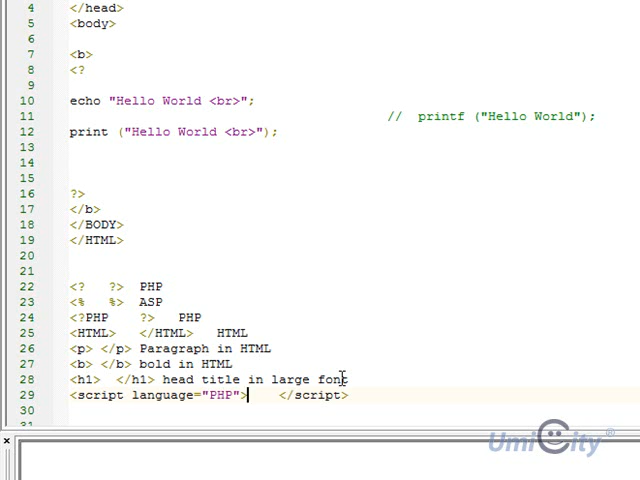 4 </head>
5 <body>
6
7 <b>
8 <?
9
10 echo "Hello World <br>";
11 // printf ("Hello World");
12 print ("Hello World <br>");
13
14
15
16 ?>
17 </b>
18 </BODY>
19 </HTML>
20
21
22 <? ?> PHP
23 <% %> ASP
24 <?PHP ?> PHP
25 <HTML> </HTML> HTML
26 <p> </p> Paragraph in HTML
27 <b> </b> bold in HTML
28 <h1> </h1> head title in large font
29 <script language="PHP"> </script>
30
31
UmiCity®